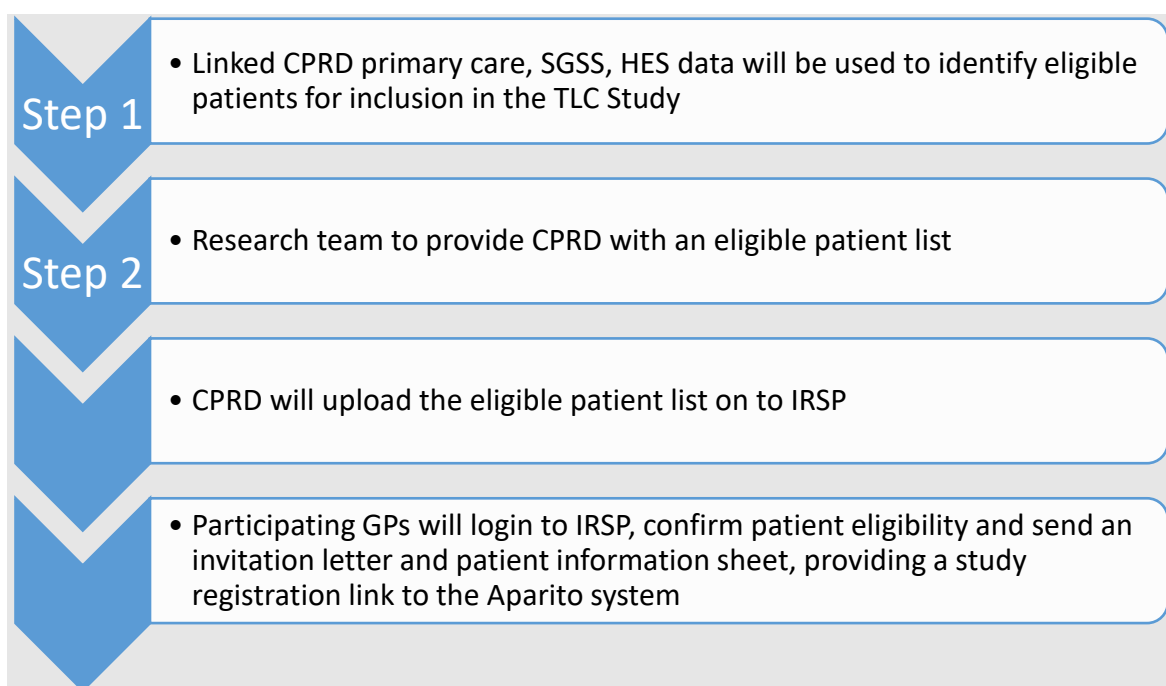 Step 1
• Linked CPRD primary care, SGSS, HES data will be used to identify eligible
patients for inclusion in the TLC Study
Step 2
• Research team to provide CPRD with an eligible patient list
• CPRD will upload the eligible patient list on to IRSP
• Participating GPs will login to IRSP, confirm patient eligibility and send an
invitation letter and patient information sheet, providing a study
registration link to the Aparito system